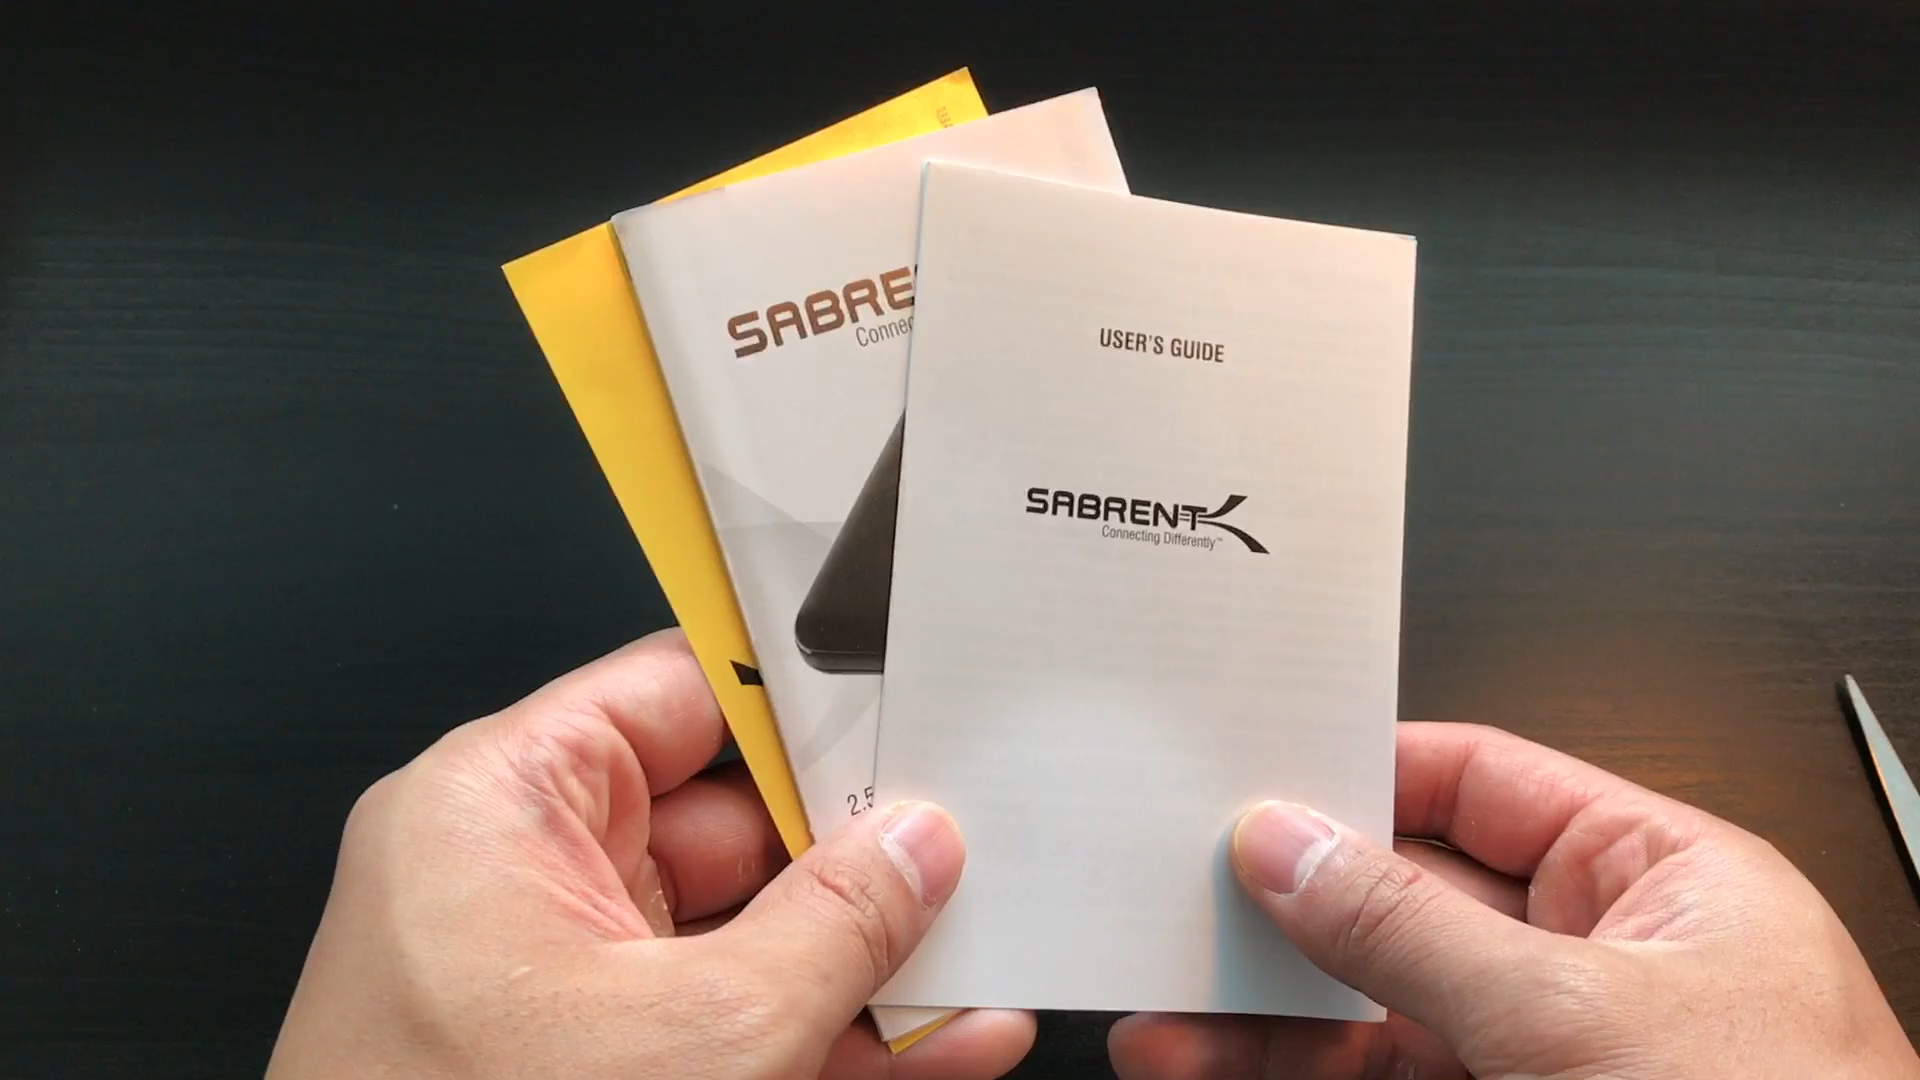 SABRE
Connec
2.5
USER'S GUIDE
SABRENT
Connecting Differently™